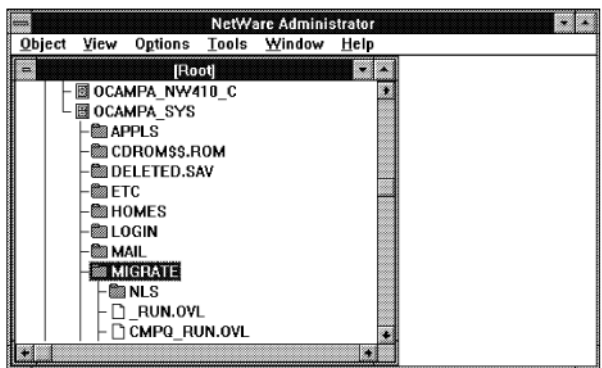 NetWare Administrator
Object View Options Tools Window Help
[Root]
OCAMPA_NW410_C
OCAMPA_SYS
APPLS
CDROM$$.ROM
DELETED.SAV
ETC
HOMES
LOGIN
MAIL
MIGRATE
NLS
_RUN.OVL
CMPQ_RUN.OVL